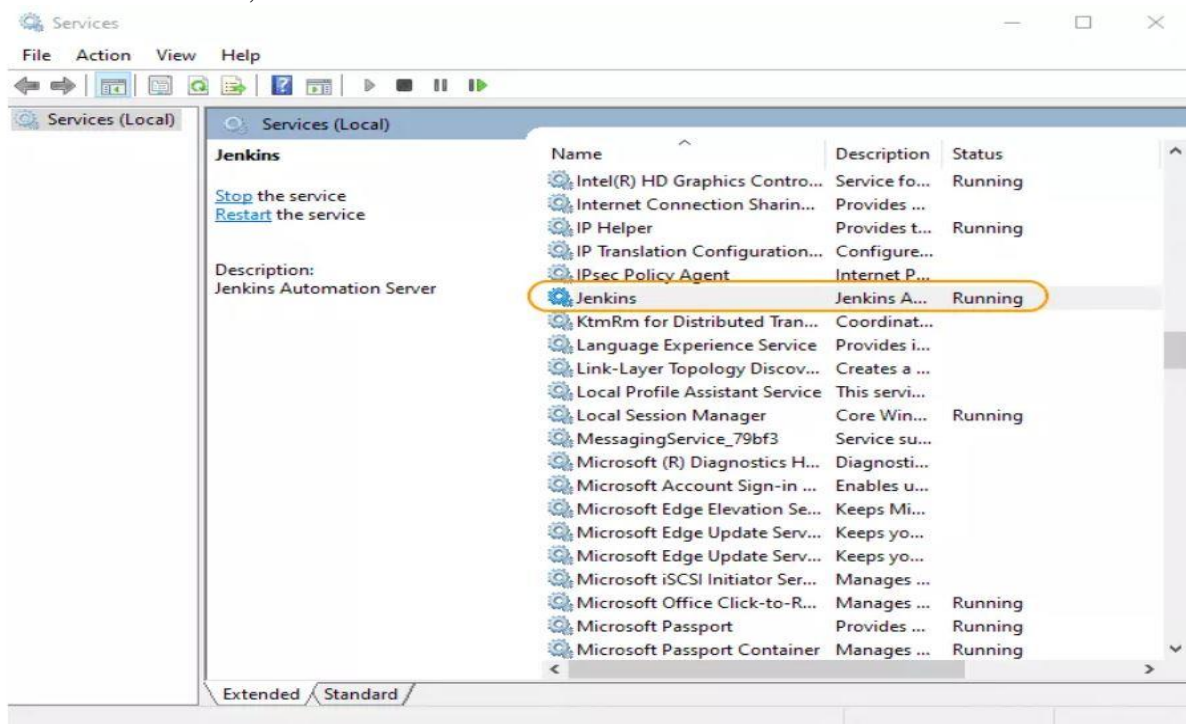 Services
File Action View Help
Services (Local)
Services (Local)
Jenkins
Stop the service
Restart the service
Description:
Jenkins Automation Server
Name Description Status
Intel(R) HD Graphics Contro... Service fo... Running
Internet Connection Sharin... Provides ...
IP Helper Provides t... Running
IP Translation Configuration... Configure...
IPsec Policy Agent Internet P...
Jenkins Jenkins A... Running
KtmRm for Distributed Tran... Coordinat...
Language Experience Service Provides i...
Link-Layer Topology Discov... Creates a ...
Local Profile Assistant Service This servi...
Local Session Manager Core Win... Running
MessagingService_79bf3 Service su...
Microsoft (R) Diagnostics H... Diagnosti...
Microsoft Account Sign-in ... Enables u...
Microsoft Edge Elevation Se... Keeps Mi...
Microsoft Edge Update Serv... Keeps yo...
Microsoft Edge Update Serv... Keeps yo...
Microsoft iSCSI Initiator Ser... Manages ...
Microsoft Office Click-to-R... Manages ... Running
Microsoft Passport Provides ... Running
Microsoft Passport Container Manages ... Running
Extended Standard